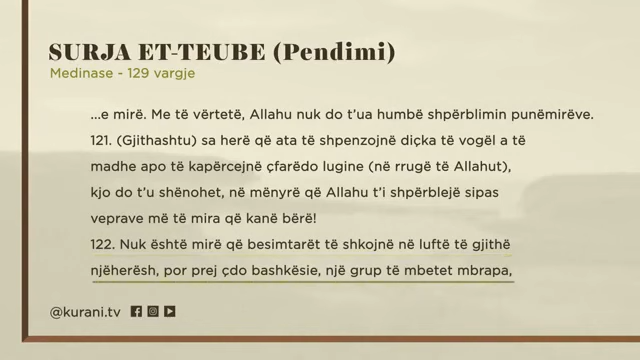 SURJA ET-TEUBE (Pendimi)
Medinase - 129 vargje
...e mirë. Me të vërtetë, Allahu nuk do t'ua humbë shpërblimin punëmirëve.
121. (Gjithashtu) sa herë që ata të shpenzojnë diçka të vogël a të
madhe apo të kapërcejnë çfarëdo lugine (në rrugë të Allahut),
kjo do t'u shënohet, në mënyrë që Allahu t'i shpërblejë sipas
veprave më të mira që kanë bërë!
122. Nuk është mirë që besimtarët të shkojnë në luftë të gjithë
njëherësh, por prej çdo bashkësie, një grup të mbetet mbrapa,
@kurani.tv